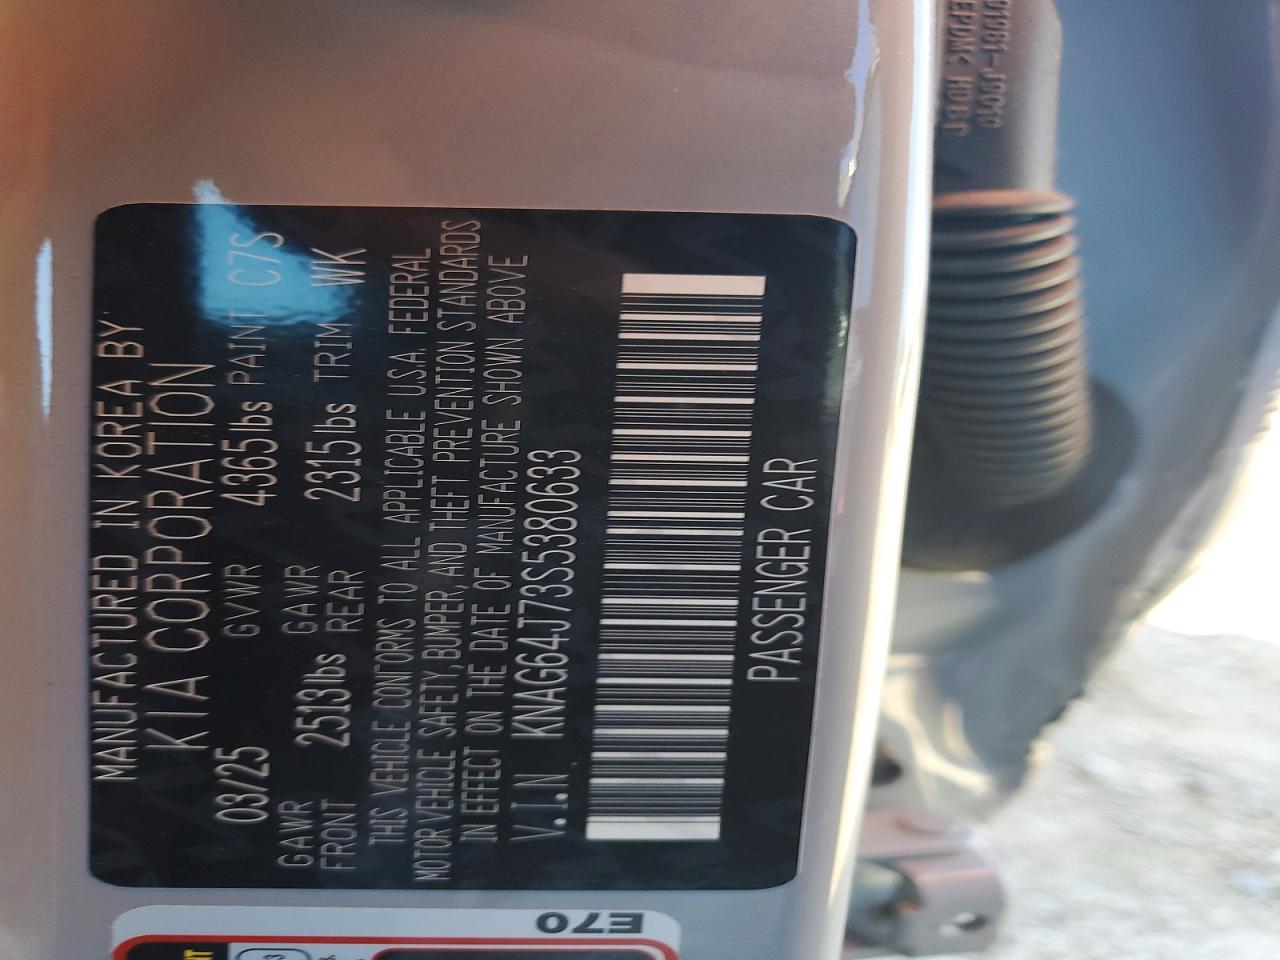 MANUFACTURED IN KOREA BY
KIA CORPORATION
03/25 GVWR 4365lbs PAINT C7S
GAWR FRONT 2513lbs GAWR REAR 2315lbs TRIM WK
THIS VEHICLE CONFORMS TO ALL APPLICABLE U.S.A. FEDERAL
MOTOR VEHICLE SAFETY, BUMPER, AND THEFT PREVENTION STANDARDS
IN EFFECT ON THE DATE OF MANUFACTURE SHOWN ABOVE
V.I.N KNAG64J73S5380633
PASSENGER CAR
E70